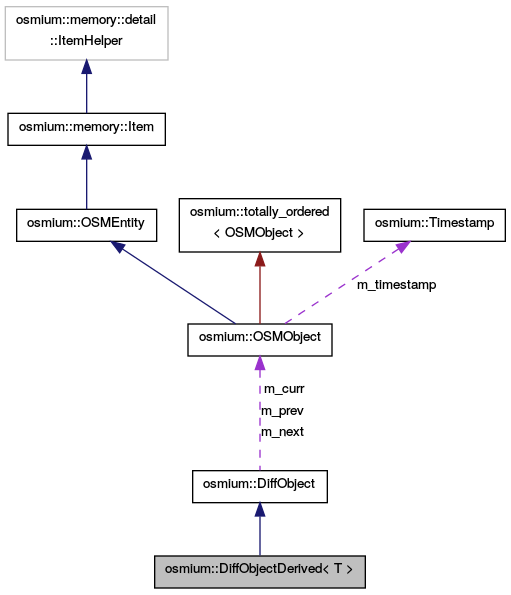 osmium::memory::detail
::ItemHelper
osmium::memory::Item
osmium::OSMEntity
osmium::totally_ordered
< OSMObject >
osmium::Timestamp
m_timestamp
osmium::OSMObject
m_curr
m_prev
m_next
osmium::DiffObject
osmium::DiffObjectDerived< T >